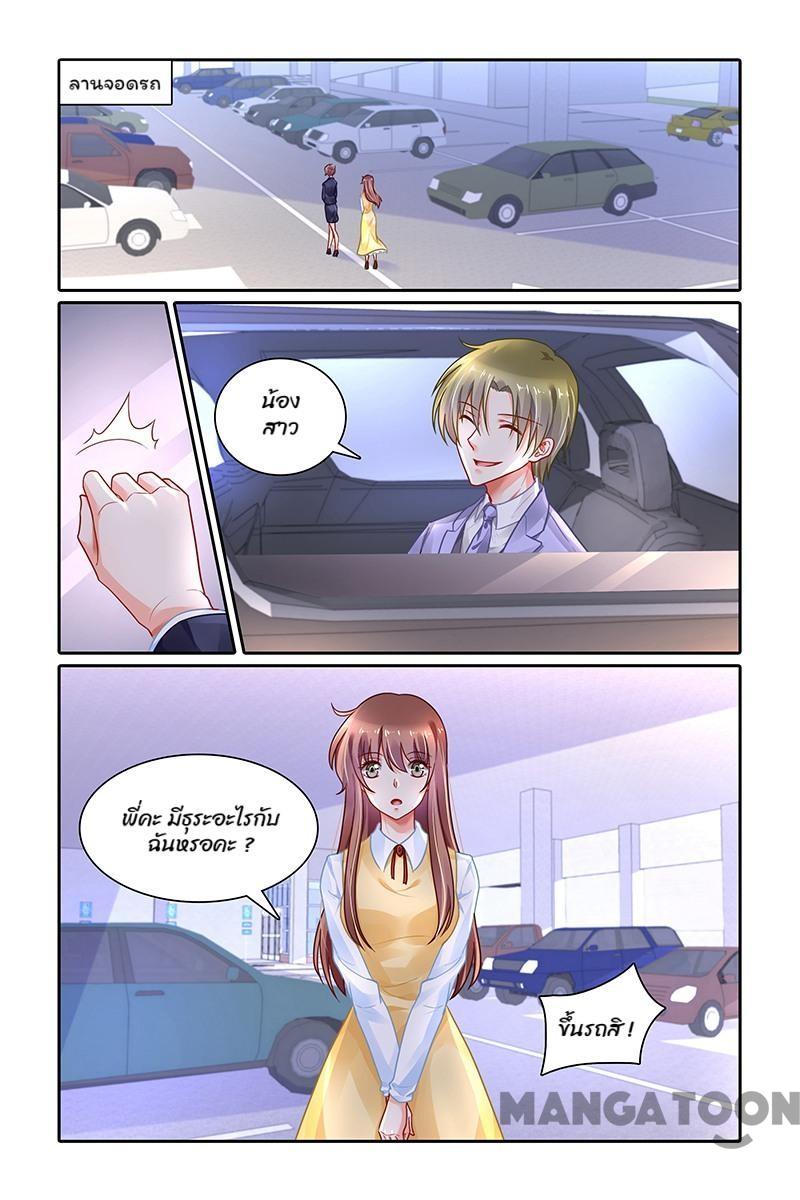 ลานจอดรถ
น้อง
สาว
พี่คะ มีธุระอะไรกับ
ฉันหรอคะ ?
ขึ้นรถสิ !
MANGATOON